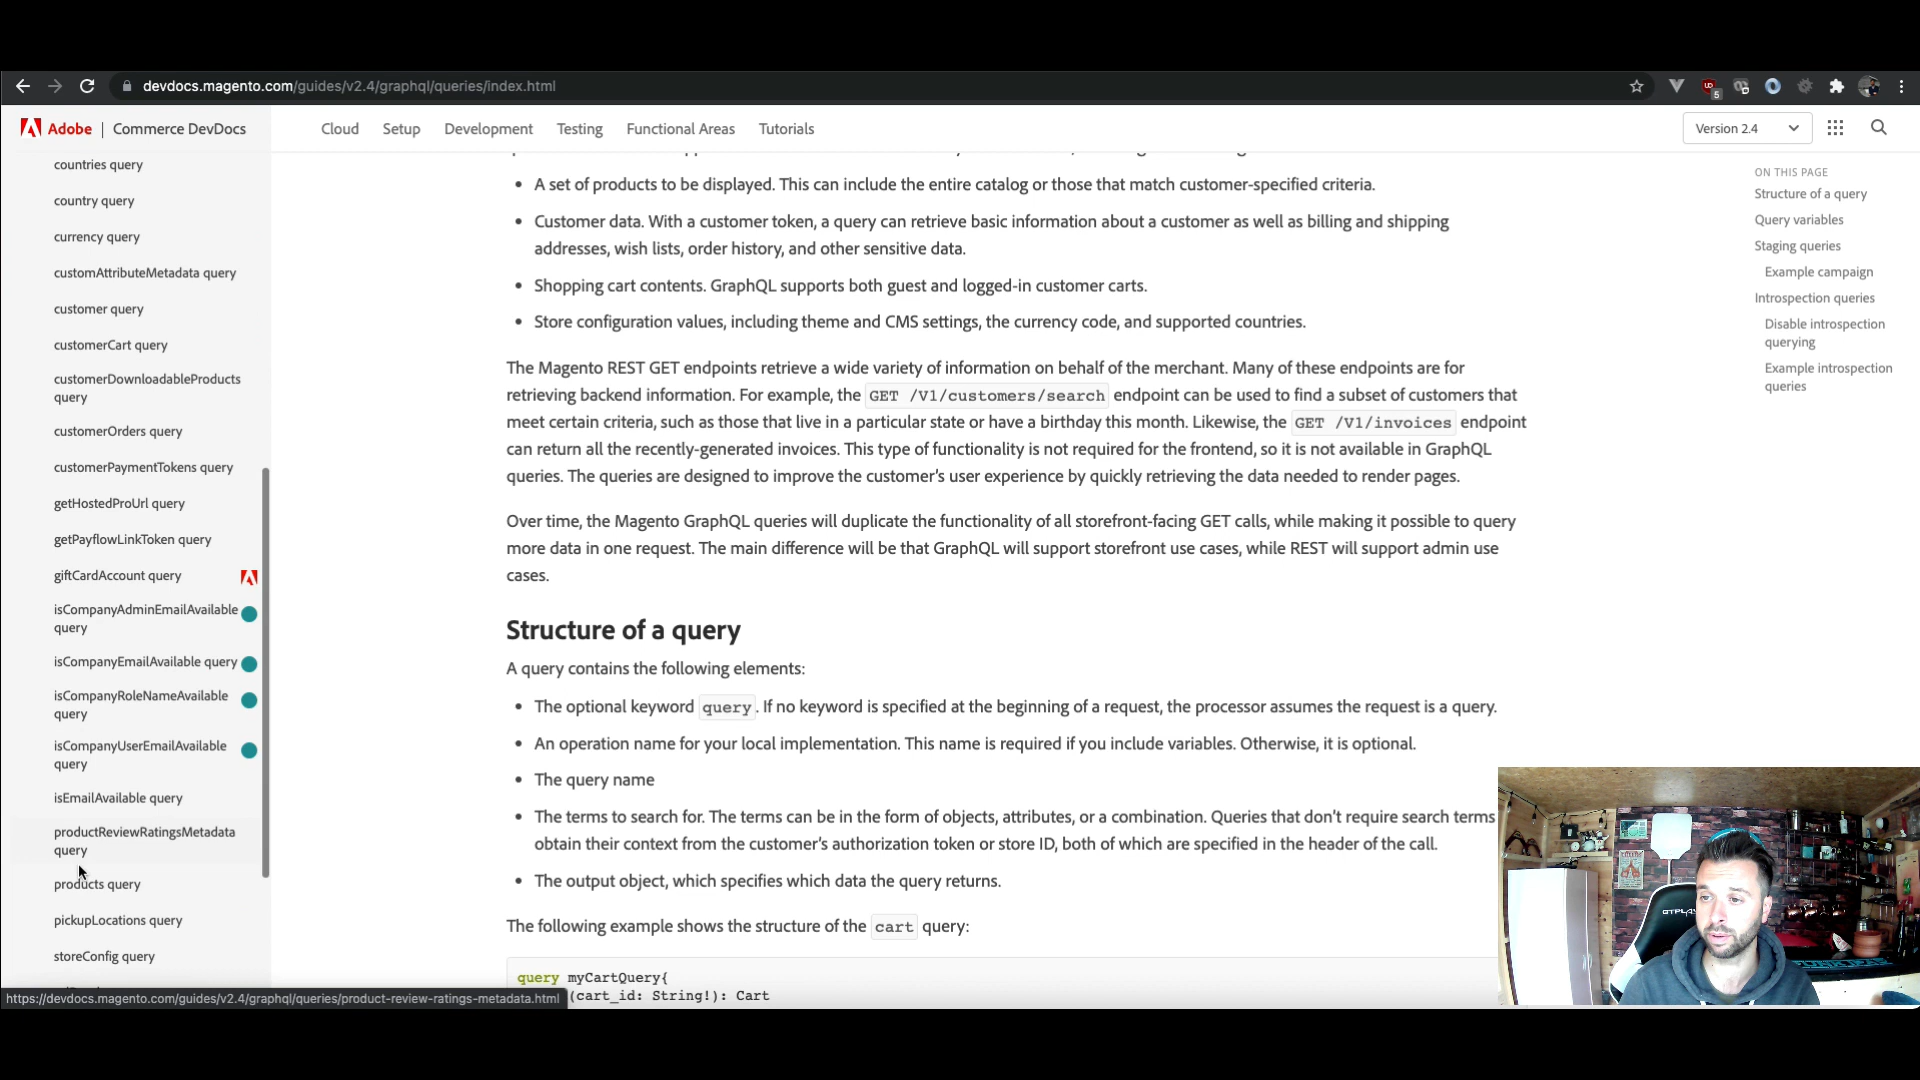 devdocs.magento.com/guides/v2.4/graphql/queries/index.html
5
Adobe | Commerce DevDocs
Cloud
Setup
Development
Testing
Functional Areas
Tutorials
Version 2.4
countries query
country query
currency query
customAttributeMetadata query
customer query
customerCart query
customerDownloadableProducts
query
customerOrders query
customerPaymentTokens query
getHostedProUrl query
getPayflowLinkToken query
giftCardAccount query
isCompanyAdminEmailAvailable
query
isCompanyEmailAvailable query
isCompanyRoleNameAvailable
query
isCompanyUserEmailAvailable
query
isEmailAvailable query
productReviewRatingsMetadata
query
products query
pickupLocations query
storeConfig query
https://devdocs.magento.com/guides/v2.4/graphql/queries/product-review-ratings-metadata.html
• A set of products to be displayed. This can include the entire catalog or those that match customer-specified criteria.
• Customer data. With a customer token, a query can retrieve basic information about a customer as well as billing and shipping
addresses, wish lists, order history, and other sensitive data.
• Shopping cart contents. GraphQL supports both guest and logged-in customer carts.
• Store configuration values, including theme and CMS settings, the currency code, and supported countries.
The Magento REST GET endpoints retrieve a wide variety of information on behalf of the merchant. Many of these endpoints are for
retrieving backend information. For example, the GET /V1/customers/search endpoint can be used to find a subset of customers that
meet certain criteria, such as those that live in a particular state or have a birthday this month. Likewise, the GET /V1/invoices endpoint
can return all the recently-generated invoices. This type of functionality is not required for the frontend, so it is not available in GraphQL
queries. The queries are designed to improve the customer's user experience by quickly retrieving the data needed to render pages.
Over time, the Magento GraphQL queries will duplicate the functionality of all storefront-facing GET calls, while making it possible to query
more data in one request. The main difference will be that GraphQL will support storefront use cases, while REST will support admin use
cases.
Structure of a query
A query contains the following elements:
• The optional keyword query. If no keyword is specified at the beginning of a request, the processor assumes the request is a query.
• An operation name for your local implementation. This name is required if you include variables. Otherwise, it is optional.
• The query name
• The terms to search for. The terms can be in the form of objects, attributes, or a combination. Queries that don't require search terms
obtain their context from the customer's authorization token or store ID, both of which are specified in the header of the call.
• The output object, which specifies which data the query returns.
The following example shows the structure of the cart query:
query myCartQuery{
(cart_id: String!): Cart
ON THIS PAGE
Structure of a query
Query variables
Staging queries
Example campaign
Introspection queries
Disable introspection
querying
Example introspection
queries